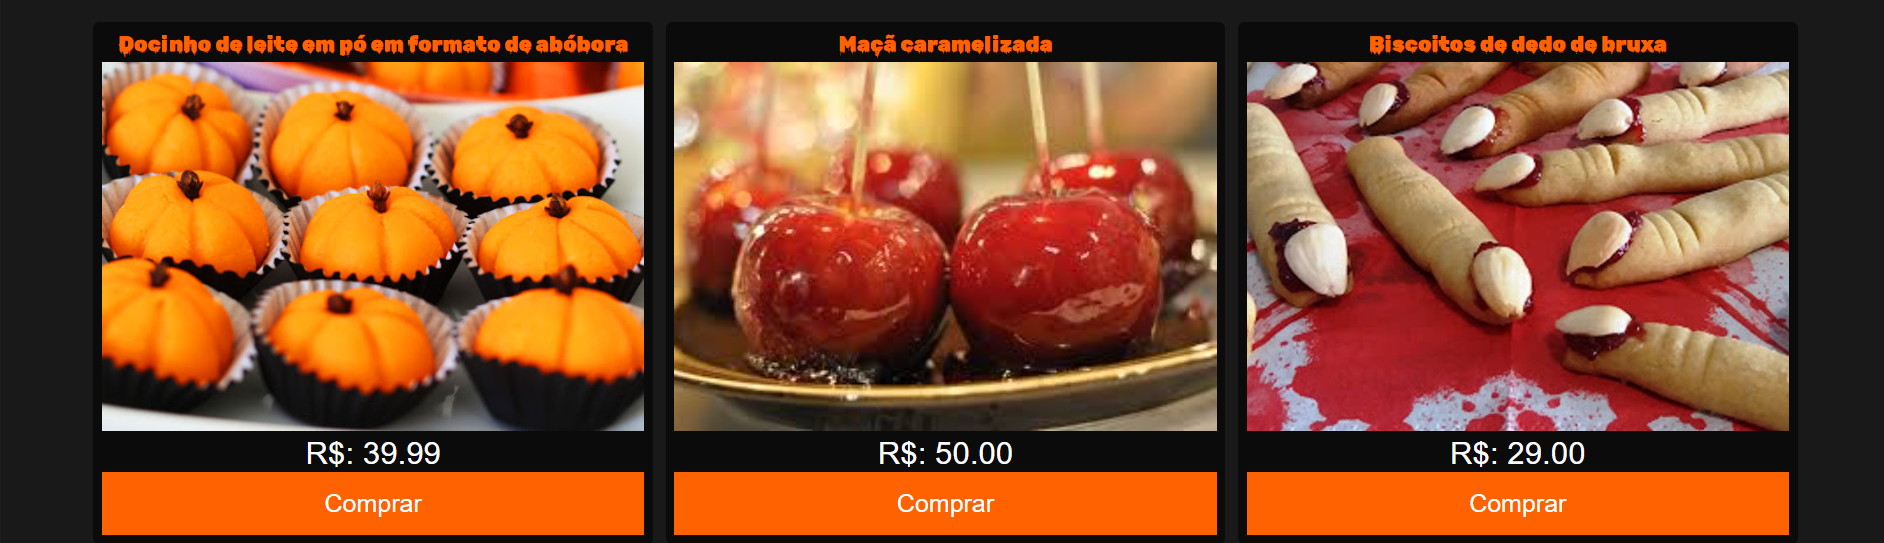 Docinho de leite em pó em formato de abóbora
R$: 39.99
Comprar
Maçã caramelizada
R$: 50.00
Comprar
Biscoitos de dedo de bruxa
R$: 29.00
Comprar